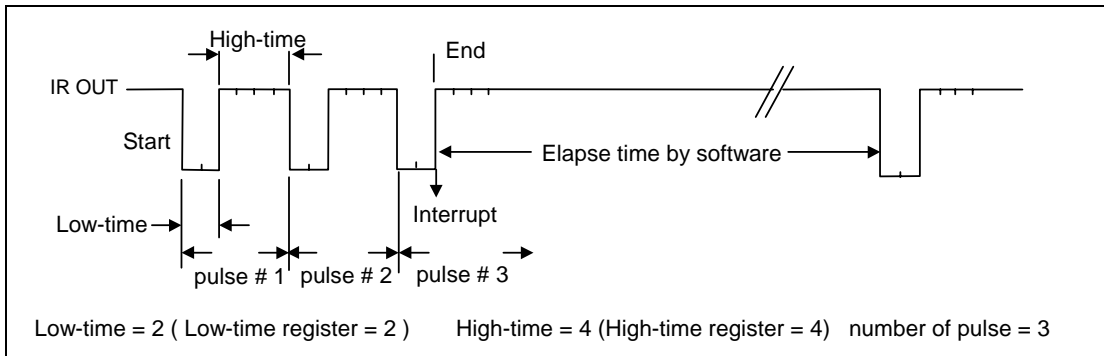 High-time
End
IR OUT
Start
Elapse time by software
Interrupt
Low-time
pulse # 1
pulse # 2
pulse # 3
Low-time = 2 ( Low-time register = 2 ) High-time = 4 (High-time register = 4) number of pulse = 3